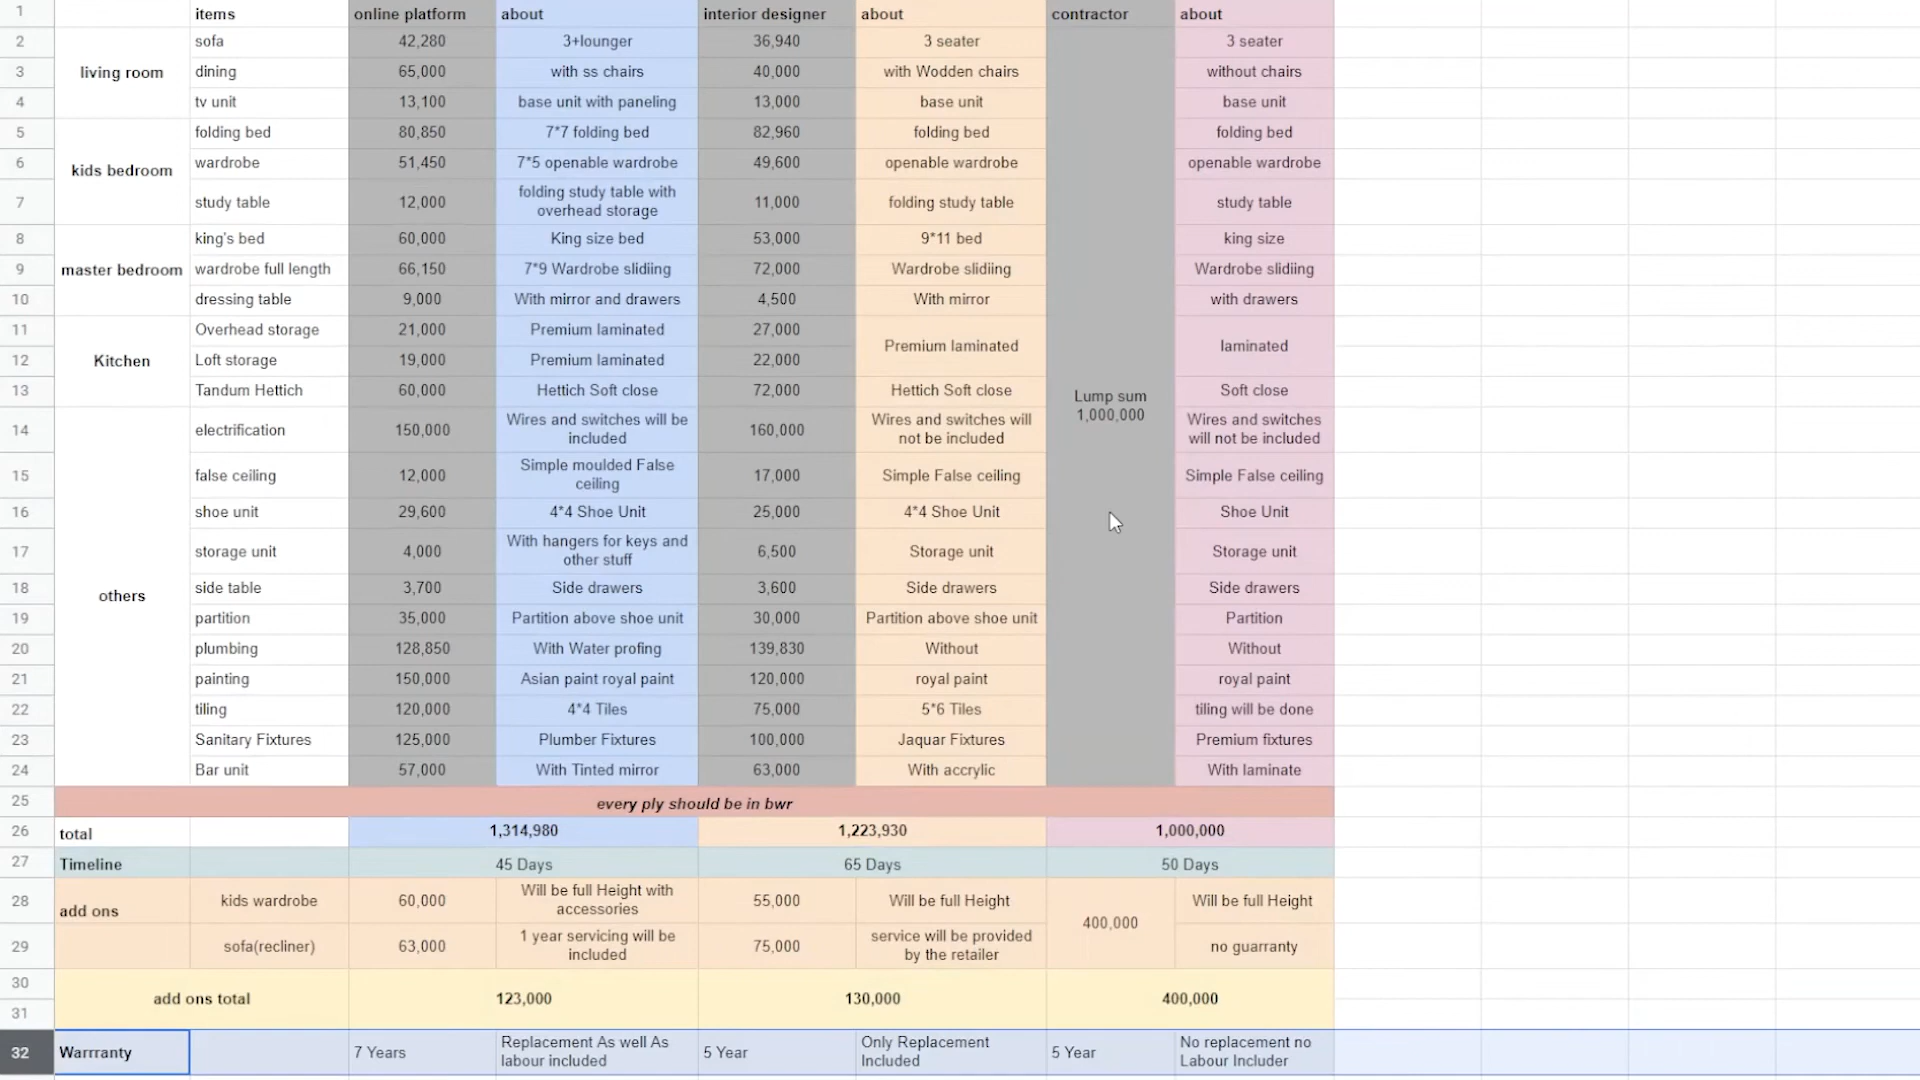 1 items online platform about interior designer about contractor about
2 living room sofa 42,280 3+lounger 36,940 3 seater 3 seater
3 dining 65,000 with ss chairs 40,000 with Wodden chairs without chairs
4 tv unit 13,100 base unit with paneling 13,000 base unit base unit
5 kids bedroom folding bed 80,850 7*7 folding bed 82,960 folding bed folding bed
6 wardrobe 51,450 7*5 openable wardrobe 49,600 openable wardrobe openable wardrobe
7 study table 12,000 folding study table with overhead storage 11,000 folding study table study table
8 master bedroom king's bed 60,000 King size bed 53,000 9*11 bed king size
9 wardrobe full length 66,150 7*9 Wardrobe slidiing 72,000 Wardrobe slidiing Wardrobe slidiing
10 dressing table 9,000 With mirror and drawers 4,500 With mirror with drawers
11 Kitchen Overhead storage 21,000 Premium laminated 27,000 Premium laminated laminated
12 Loft storage 19,000 Premium laminated 22,000
13 Tandum Hettich 60,000 Hettich Soft close 72,000 Hettich Soft close Lump sum 1,000,000 Soft close
14 others electrification 150,000 Wires and switches will be included 160,000 Wires and switches will not be included Wires and switches will not be included
15 false ceiling 12,000 Simple moulded False ceiling 17,000 Simple False ceiling Simple False ceiling
16 shoe unit 29,600 4*4 Shoe Unit 25,000 4*4 Shoe Unit Shoe Unit
17 storage unit 4,000 With hangers for keys and other stuff 6,500 Storage unit Storage unit
18 side table 3,700 Side drawers 3,600 Side drawers Side drawers
19 partition 35,000 Partition above shoe unit 30,000 Partition above shoe unit Partition
20 plumbing 128,850 With Water profing 139,830 Without Without
21 painting 150,000 Asian paint royal paint 120,000 royal paint royal paint
22 tiling 120,000 4*4 Tiles 75,000 5*6 Tiles tiling will be done
23 Sanitary Fixtures 125,000 Plumber Fixtures 100,000 Jaquar Fixtures Premium fixtures
24 Bar unit 57,000 With Tinted mirror 63,000 With accrylic With laminate
25 every ply should be in bwr
26 total 1,314,980 1,223,930 1,000,000
27 Timeline 45 Days 65 Days 50 Days
28 add ons kids wardrobe 60,000 Will be full Height with accessories 55,000 Will be full Height 400,000 Will be full Height
29 sofa(recliner) 63,000 1 year servicing will be included 75,000 service will be provided by the retailer no guarranty
30 add ons total 123,000 130,000 400,000
31
32 Warrranty 7 Years Replacement As well As labour included 5 Year Only Replacement Included 5 Year No replacement no Labour Includer